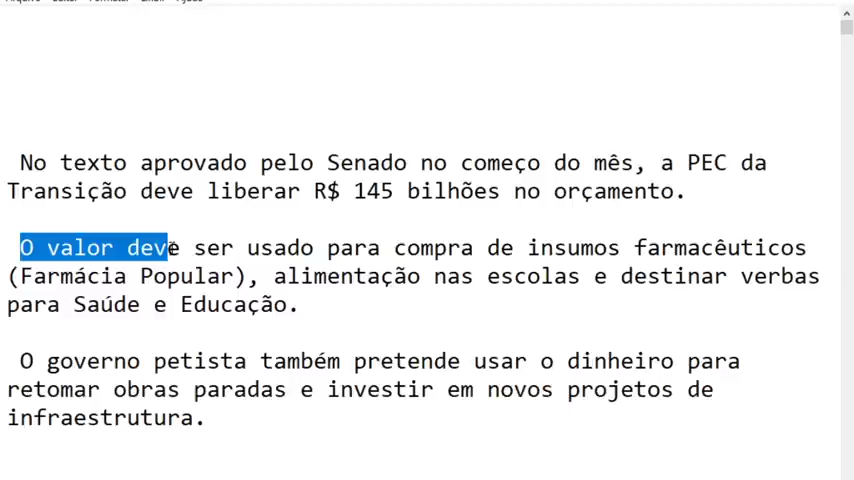 No texto aprovado pelo Senado no começo do mês, a PEC da
Transição deve liberar R$ 145 bilhões no orçamento.
O valor deve ser usado para compra de insumos farmacêuticos
(Farmácia Popular), alimentação nas escolas e destinar verbas
para Saúde e Educação.
O governo petista também pretende usar o dinheiro para
retomar obras paradas e investir em novos projetos de
infraestrutura.